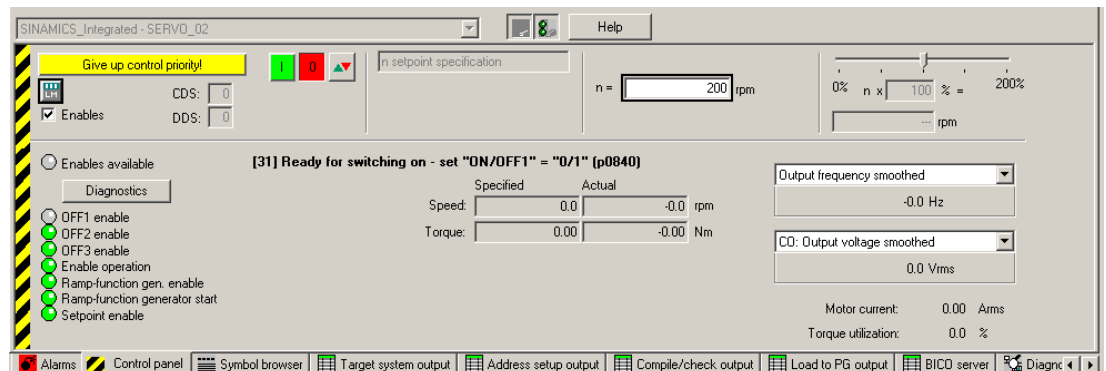 SINAMICS_Integrated - SERVO_02
Help
Give up control priority!
I 0
n setpoint specification
n = 200 rpm
0% n x 100 % = 200%
--- rpm
LM
CDS: 0
Enables
DDS: 0
Enables available
[31] Ready for switching on - set "ON/OFF1" = "0/1" (p0840)
Diagnostics
Specified Actual
Speed: 0.0 -0.0 rpm
Torque: 0.00 -0.00 Nm
Output frequency smoothed
-0.0 Hz
CO: Output voltage smoothed
0.0 Vrms
OFF1 enable
OFF2 enable
OFF3 enable
Enable operation
Ramp-function gen. enable
Ramp-function generator start
Setpoint enable
Motor current: 0.00 Arms
Torque utilization: 0.0 %
Alarms Control panel Symbol browser Target system output Address setup output Compile/check output Load to PG output BICO server Diagno